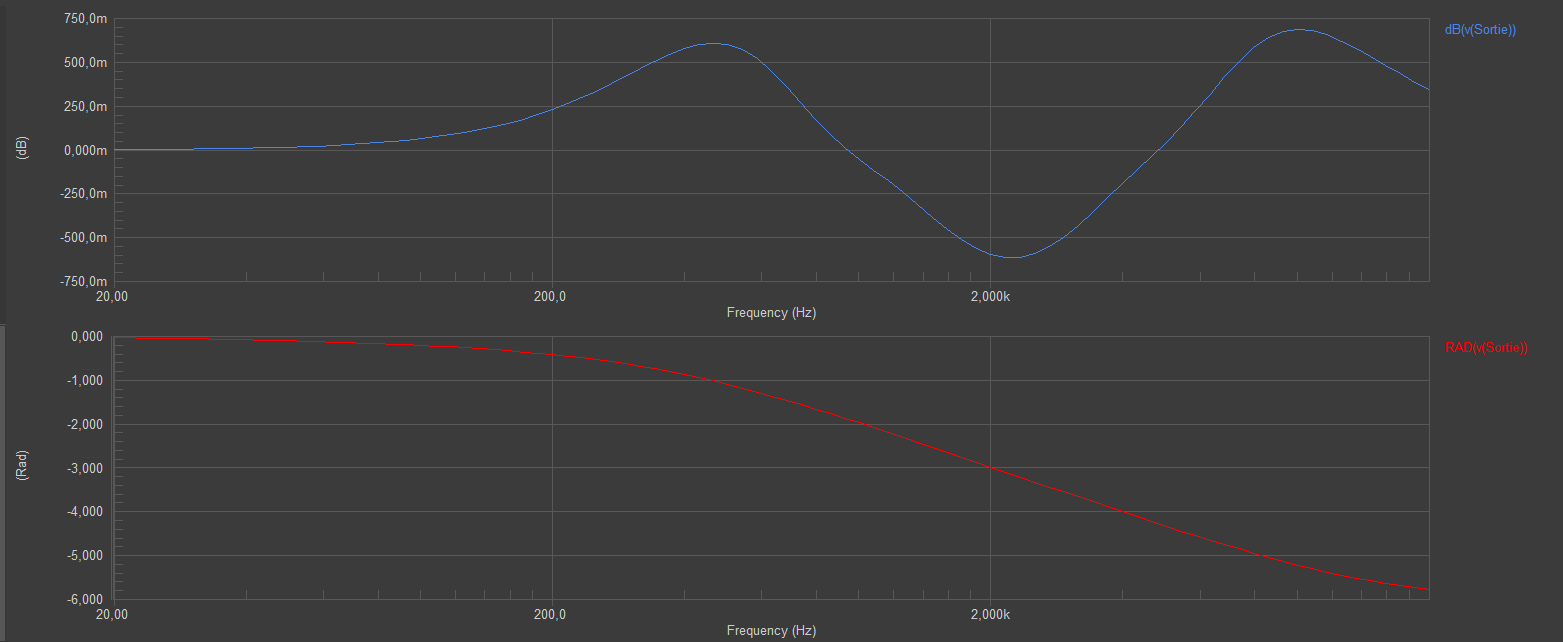 750,0m
500,0m
250,0m
0,000m
-250,0m
-500,0m
-750,0m
(dB)
20,00
200,0
2,000k
Frequency (Hz)
dB(v(Sortie))
0,000
-1,000
-2,000
-3,000
-4,000
-5,000
-6,000
(Rad)
20,00
200,0
2,000k
Frequency (Hz)
RAD(v(Sortie))